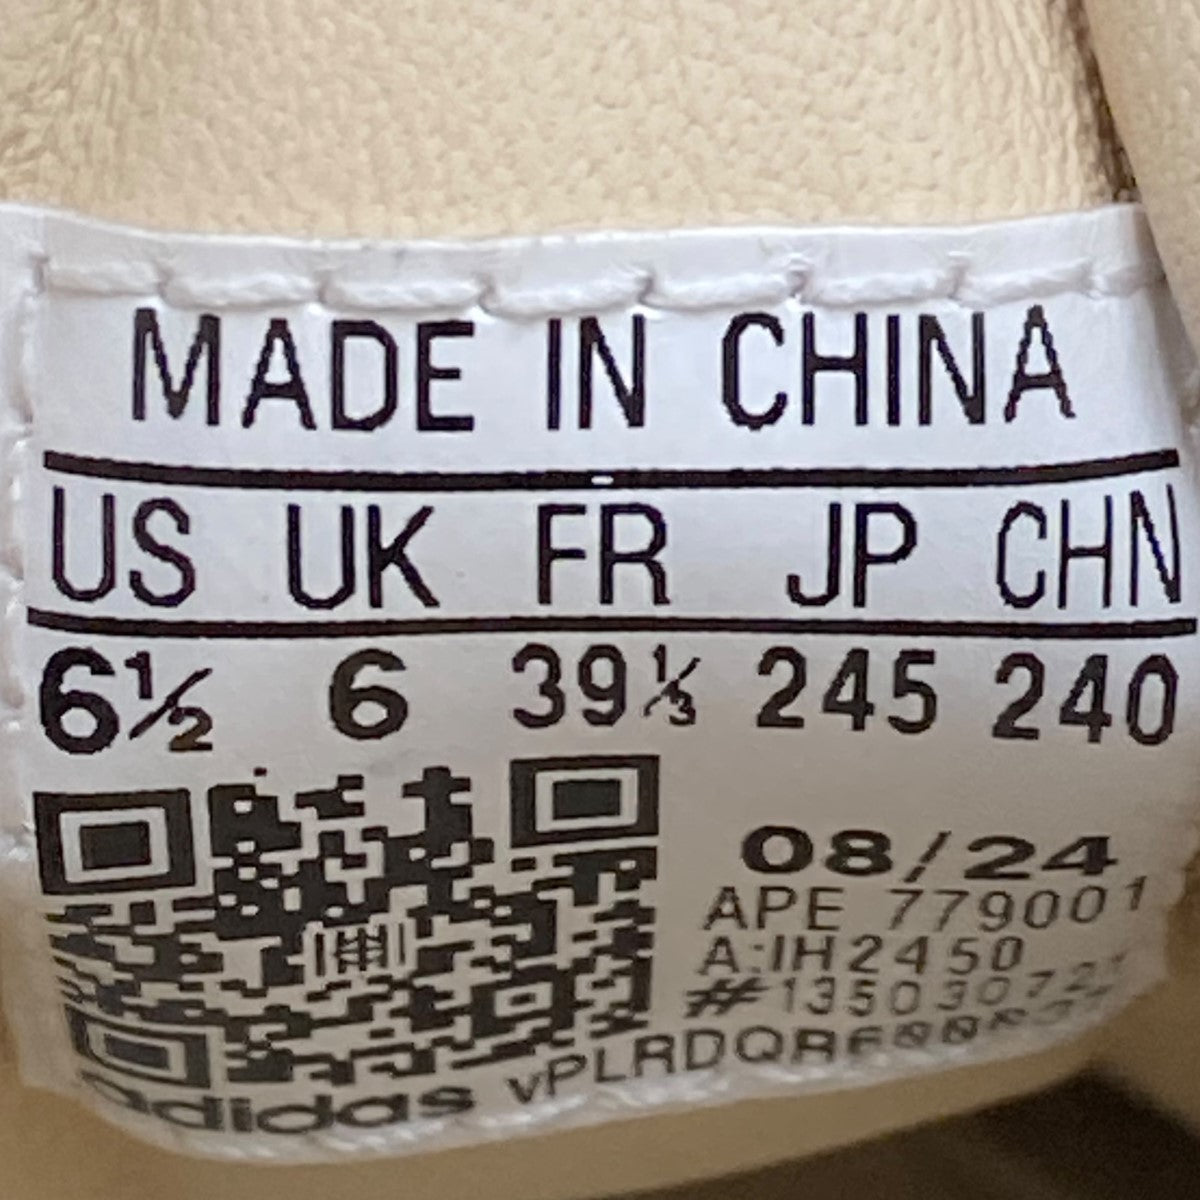 MADE IN CHINA
US UK FR JP CHN
6½ 6 39⅓ 245 240
08/24
APE 779001
A:IH2450
adidas